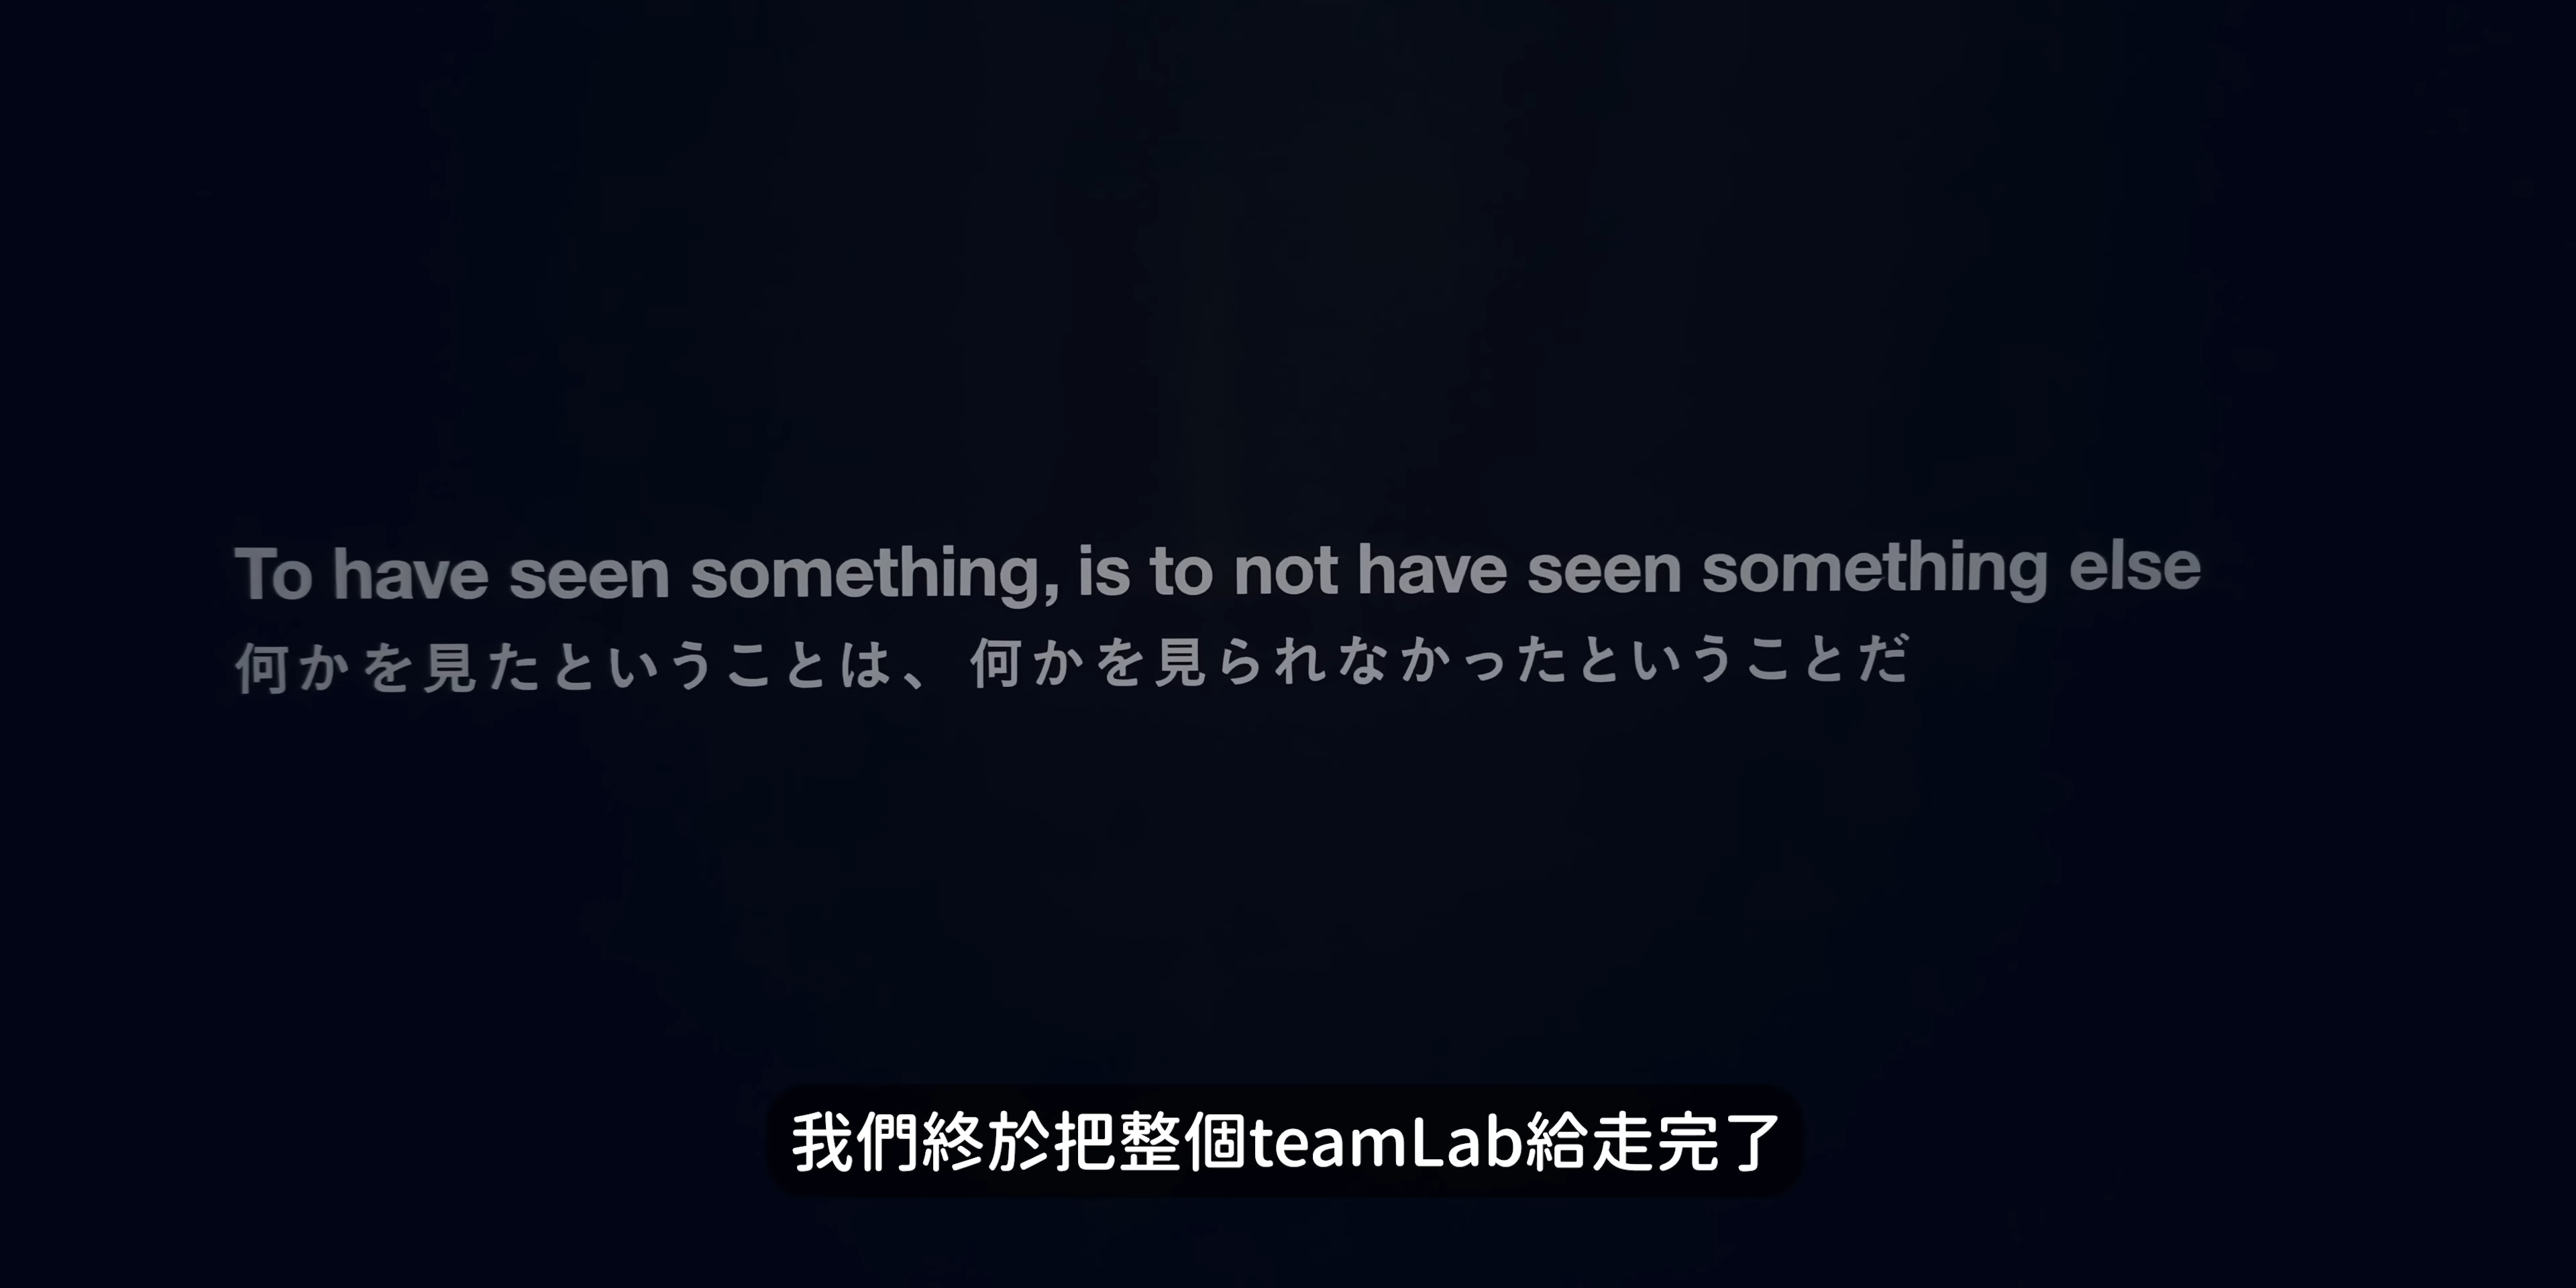 To have seen something, is to not have seen something else
何かを見たということは、何かを見られなかったということだ
我們終於把整個teamLab給走完了